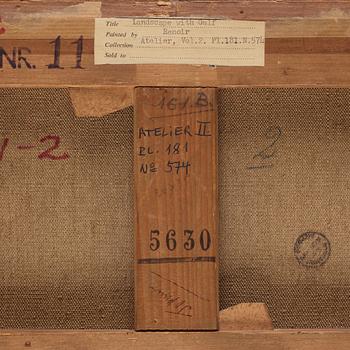 Title Landscape with Gulf
Painted by Renoir
Collection Atelier, Vol.2. Pl.181.N.574
Sold to
NR. 11
161.B.
ATELIER II
PL. 181
No 574
-2
2
5630